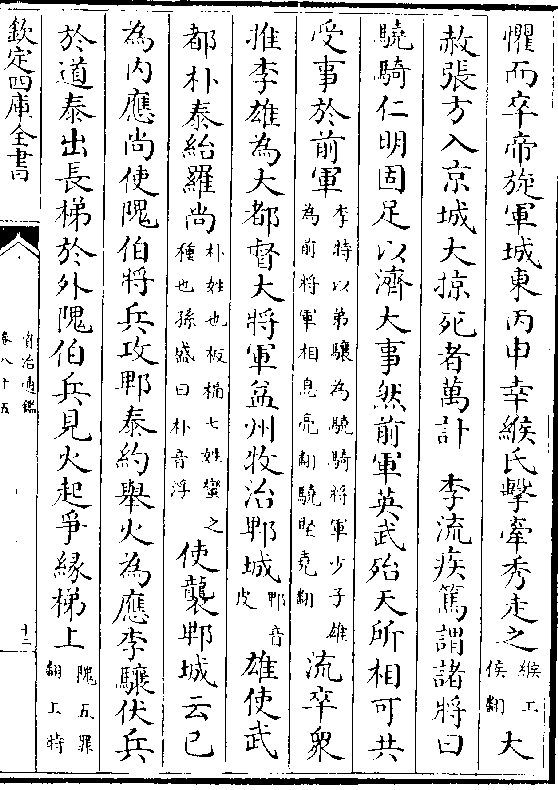 懼而卒帝旋軍城東丙申幸緱氏擊牽秀走之緱工侯翻大
赦張方入京城大掠死者萬計　李流疾篤謂諸將曰
驍騎仁明固足以濟大事然前軍英武殆天所相可共
受事於前軍李特以弟驤為驍騎將軍少子雄為前將軍相息亮翻驍堅堯翻流卒衆
推李雄為大都督大將軍益州牧治郫城郫音皮雄使武
都朴泰紿羅尚朴姓也板楯七姓蠻之種也孫盛曰朴音浮使襲郫城云已
為内應尚使隗伯將兵攻郫泰約舉火為應李驤伏兵
於道泰出長梯於外隗伯兵見火起爭緣梯上隗五罪翻上時
欽定四庫全書
資治通鑑
卷八十五
十二